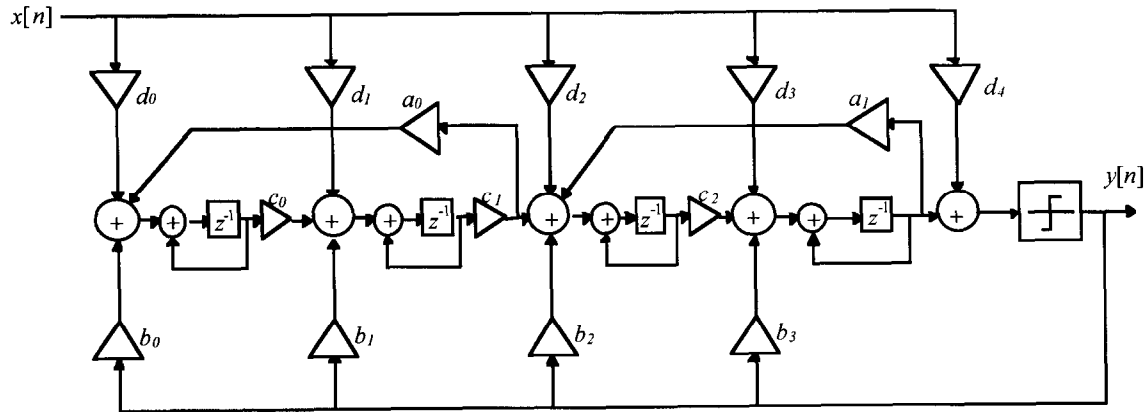 x[n]
d0 d1 d2 d3 d4
a0 a1
y[n]
+ + z⁻¹ c0 + + z⁻¹ c1 + + z⁻¹ c2 + + z⁻¹ +
b0 b1 b2 b3